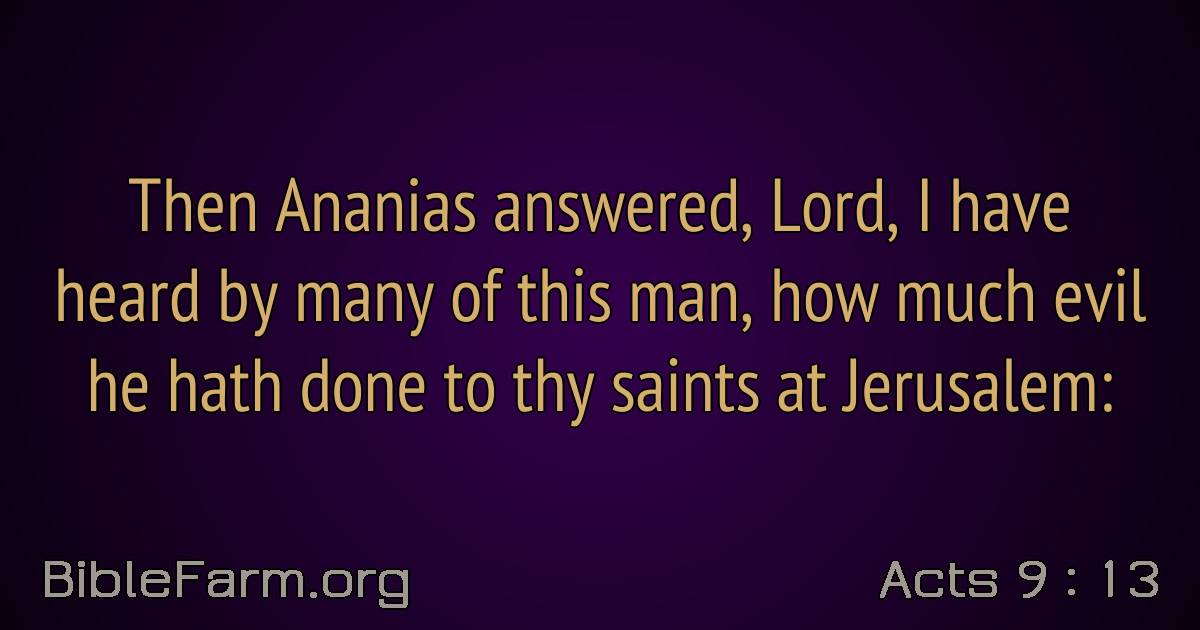 Then Ananias answered, Lord, I have
heard by many of this man, how much evil
he hath done to thy saints at Jerusalem:
BibleFarm.org
Acts 9 : 13